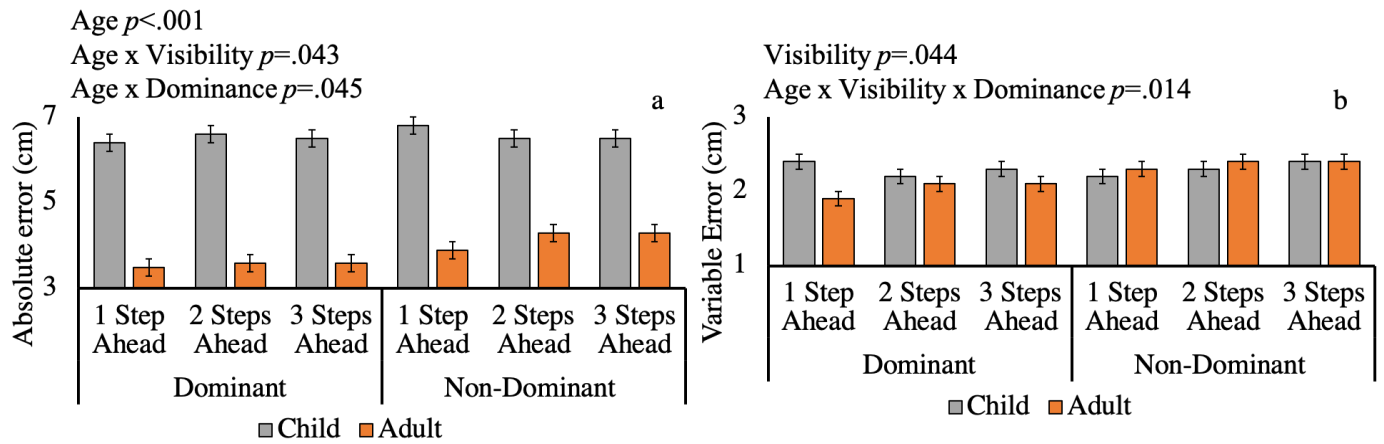 Age p<.001
Age x Visibility p=.043
Age x Dominance p=.045
a
Absolute error (cm)
7
5
3
1 Step Ahead
2 Steps Ahead
3 Steps Ahead
1 Step Ahead
2 Steps Ahead
3 Steps Ahead
Dominant
Non-Dominant
Child
Adult
Visibility p=.044
Age x Visibility x Dominance p=.014
b
Variable Error (cm)
3
2
1
1 Step Ahead
2 Steps Ahead
3 Steps Ahead
1 Step Ahead
2 Steps Ahead
3 Steps Ahead
Dominant
Non-Dominant
Child
Adult